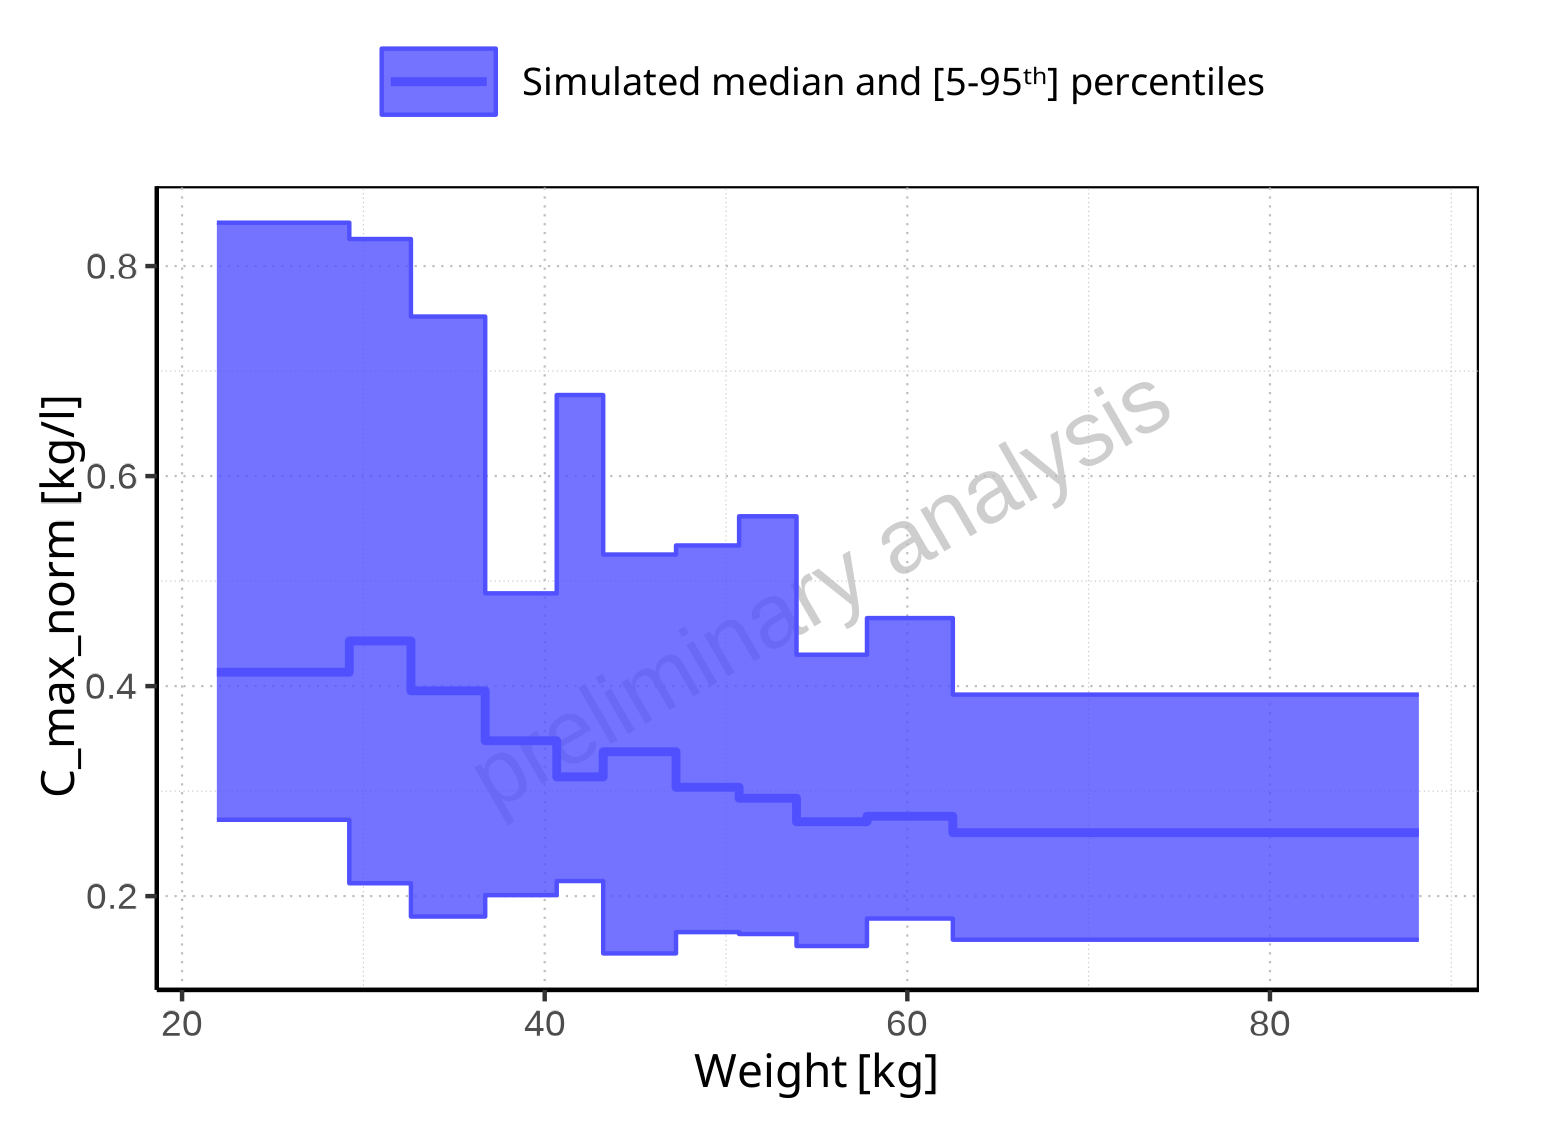 Simulated median and [5-95ᵗʰ] percentiles
0.8
0.6
0.4
0.2
C_max_norm [kg/l]
preliminary analysis
20 40 60 80
Weight [kg]